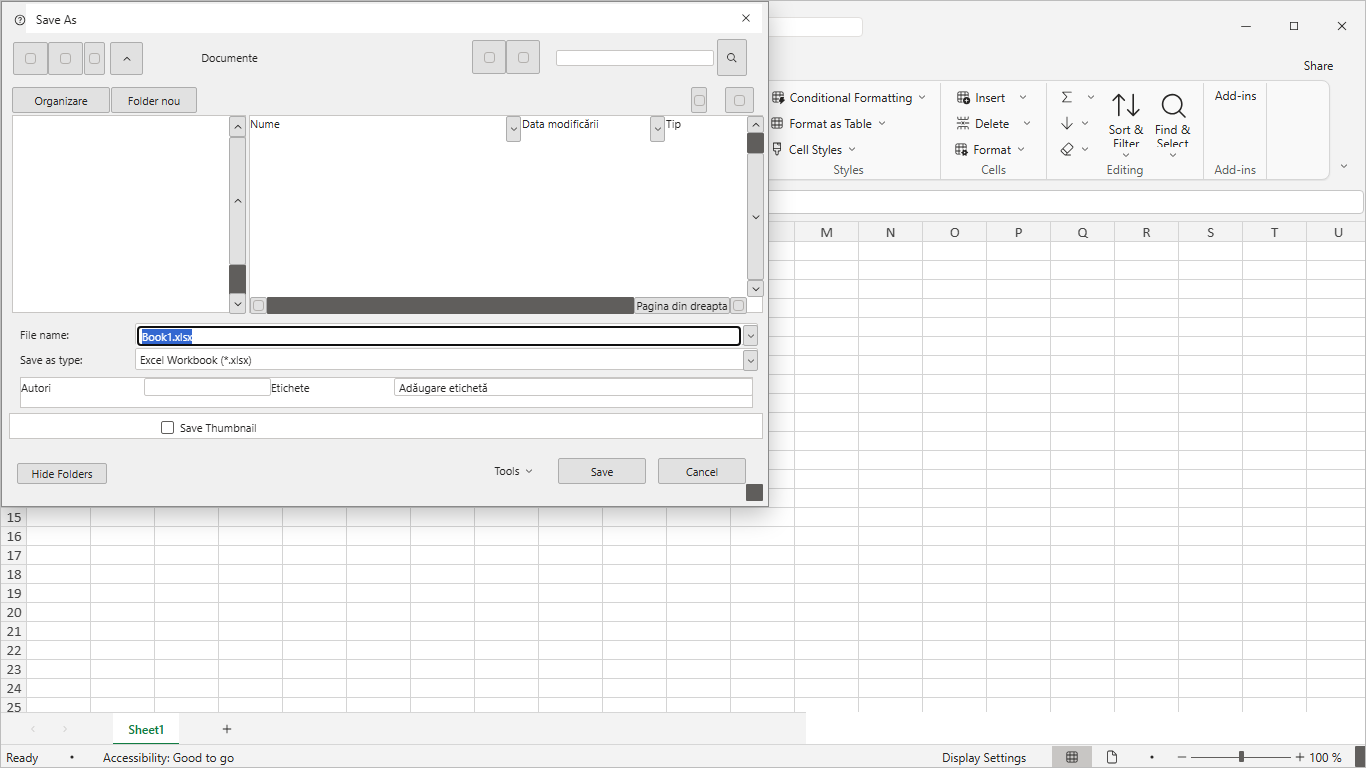 Save As
Documente
Organizare
Folder nou
Nume
Data modificării
Tip
Pagina din dreapta
File name:
Book1.xlsx
Save as type:
Excel Workbook (*.xlsx)
Autori
Etichete
Adăugare etichetă
Save Thumbnail
Hide Folders
Tools
Save
Cancel
Share
Conditional Formatting
Format as Table
Cell Styles
Styles
Insert
Delete
Format
Cells
Sort &
Filter
Find &
Select
Editing
Add-ins
Add-ins
M N O P Q R S T U
15
16
17
18
19
20
21
22
23
24
25
Sheet1
Ready
Accessibility: Good to go
Display Settings
100 %